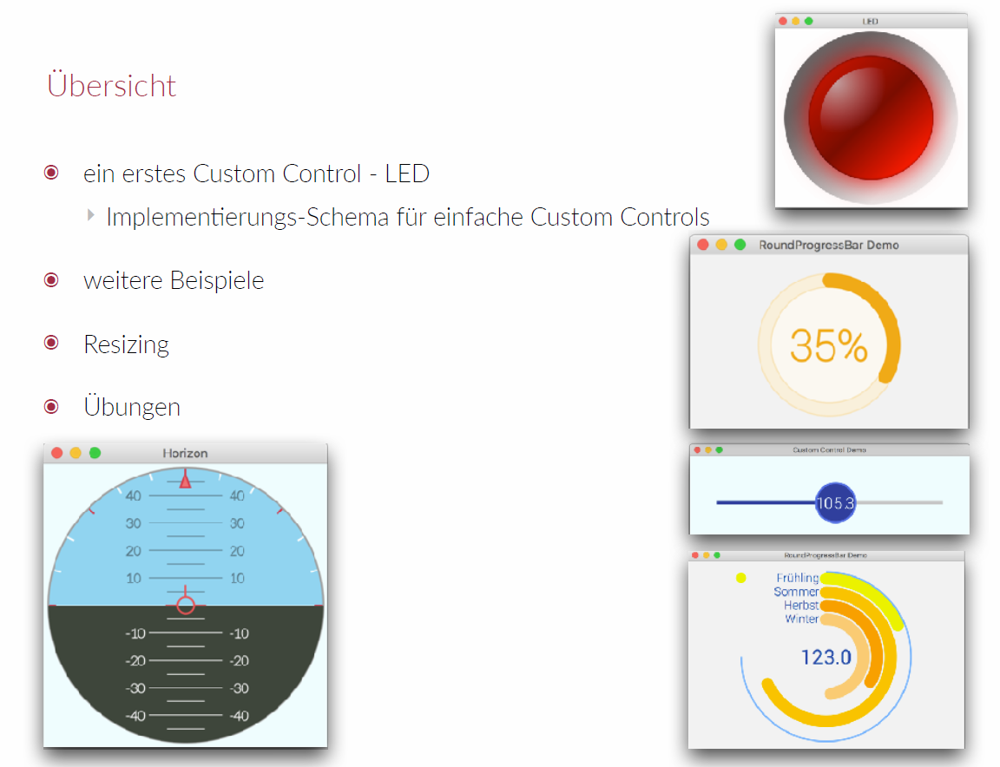 Übersicht
ein erstes Custom Control - LED
Implementierungs-Schema für einfache Custom Controls
weitere Beispiele
Resizing
Übungen
LED
RoundProgressBar Demo
35%
Custom Control Demo
105.3
RoundProgressBar Demo
Frühling
Sommer
Herbst
Winter
123.0
Horizon
40 40
30 30
20 20
10 10
-10 -10
-20 -20
-30 -30
-40 -40